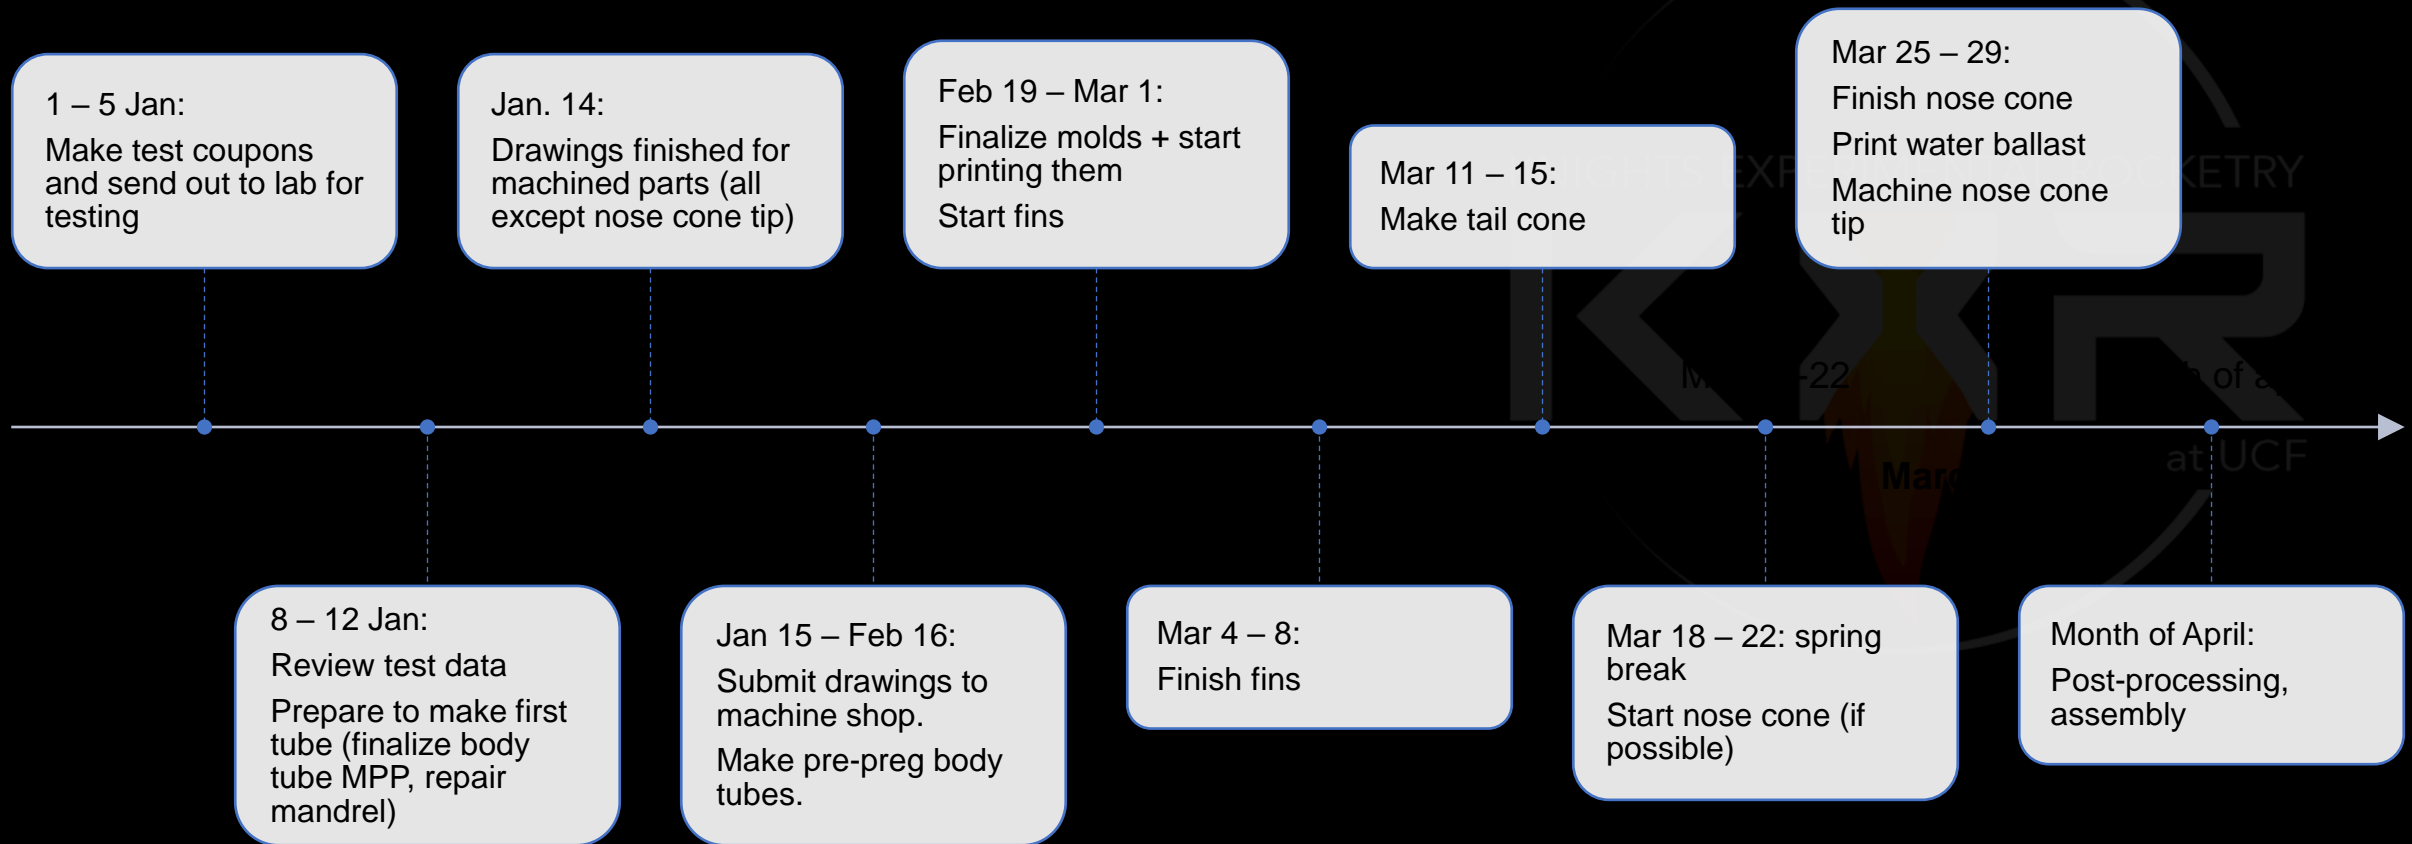 1 – 5 Jan:
Make test coupons
and send out to lab for
testing
8 – 12 Jan:
Review test data
Prepare to make first
tube (finalize body
tube MPP, repair
mandrel)
Jan. 14:
Drawings finished for
machined parts (all
except nose cone tip)
Jan 15 – Feb 16:
Submit drawings to
machine shop.
Make pre-preg body
tubes.
Feb 19 – Mar 1:
Finalize molds + start
printing them
Start fins
Mar 4 – 8:
Finish fins
Mar 11 – 15:
Make tail cone
Mar 18 – 22: spring
break
Start nose cone (if
possible)
Mar 25 – 29:
Finish nose cone
Print water ballast
Machine nose cone
tip
Month of April:
Post-processing,
assembly
KXR
at UCF